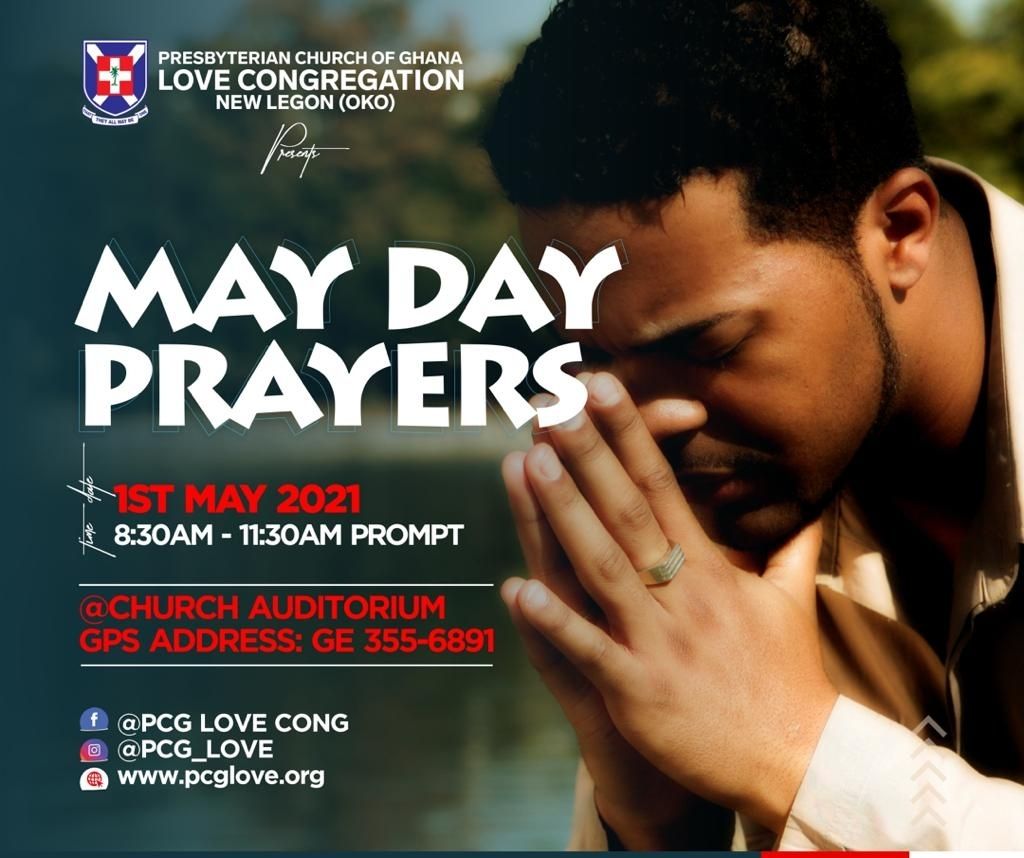 PRESBYTERIAN CHURCH OF GHANA
LOVE CONGREGATION
NEW LEGON (OKO)
Presents
MAY DAY
PRAYERS
date
1ST MAY 2021
time
8:30AM - 11:30AM PROMPT
@CHURCH AUDITORIUM
GPS ADDRESS: GE 355-6891
@PCG LOVE CONG
@PCG_LOVE
www.pcglove.org
THEY ALL MAY BE